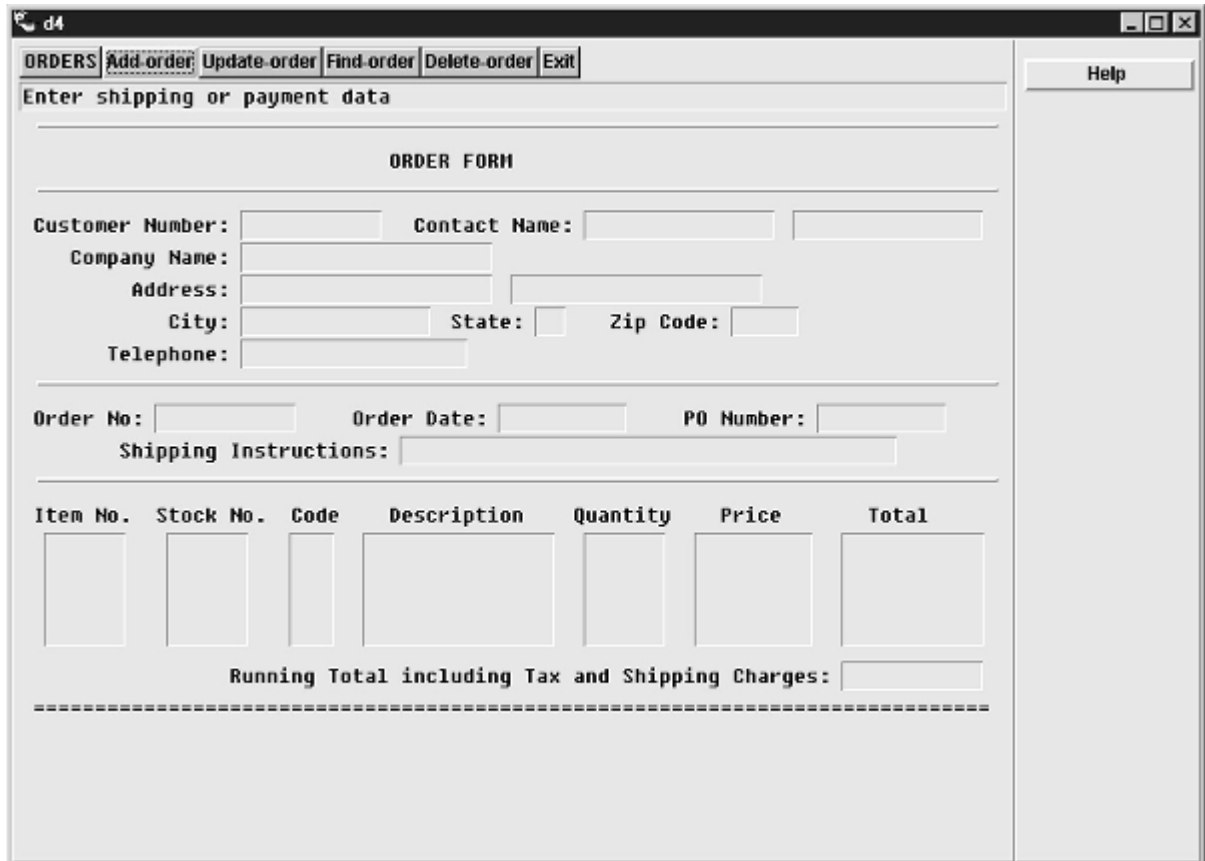 d4
ORDERS Add-order Update-order Find-order Delete-order Exit
Help
Enter shipping or payment data
ORDER FORM
Customer Number: Contact Name:
Company Name:
Address:
City: State: Zip Code:
Telephone:
Order No: Order Date: PO Number:
Shipping Instructions:
Item No. Stock No. Code Description Quantity Price Total
Running Total including Tax and Shipping Charges:
==============================================================================